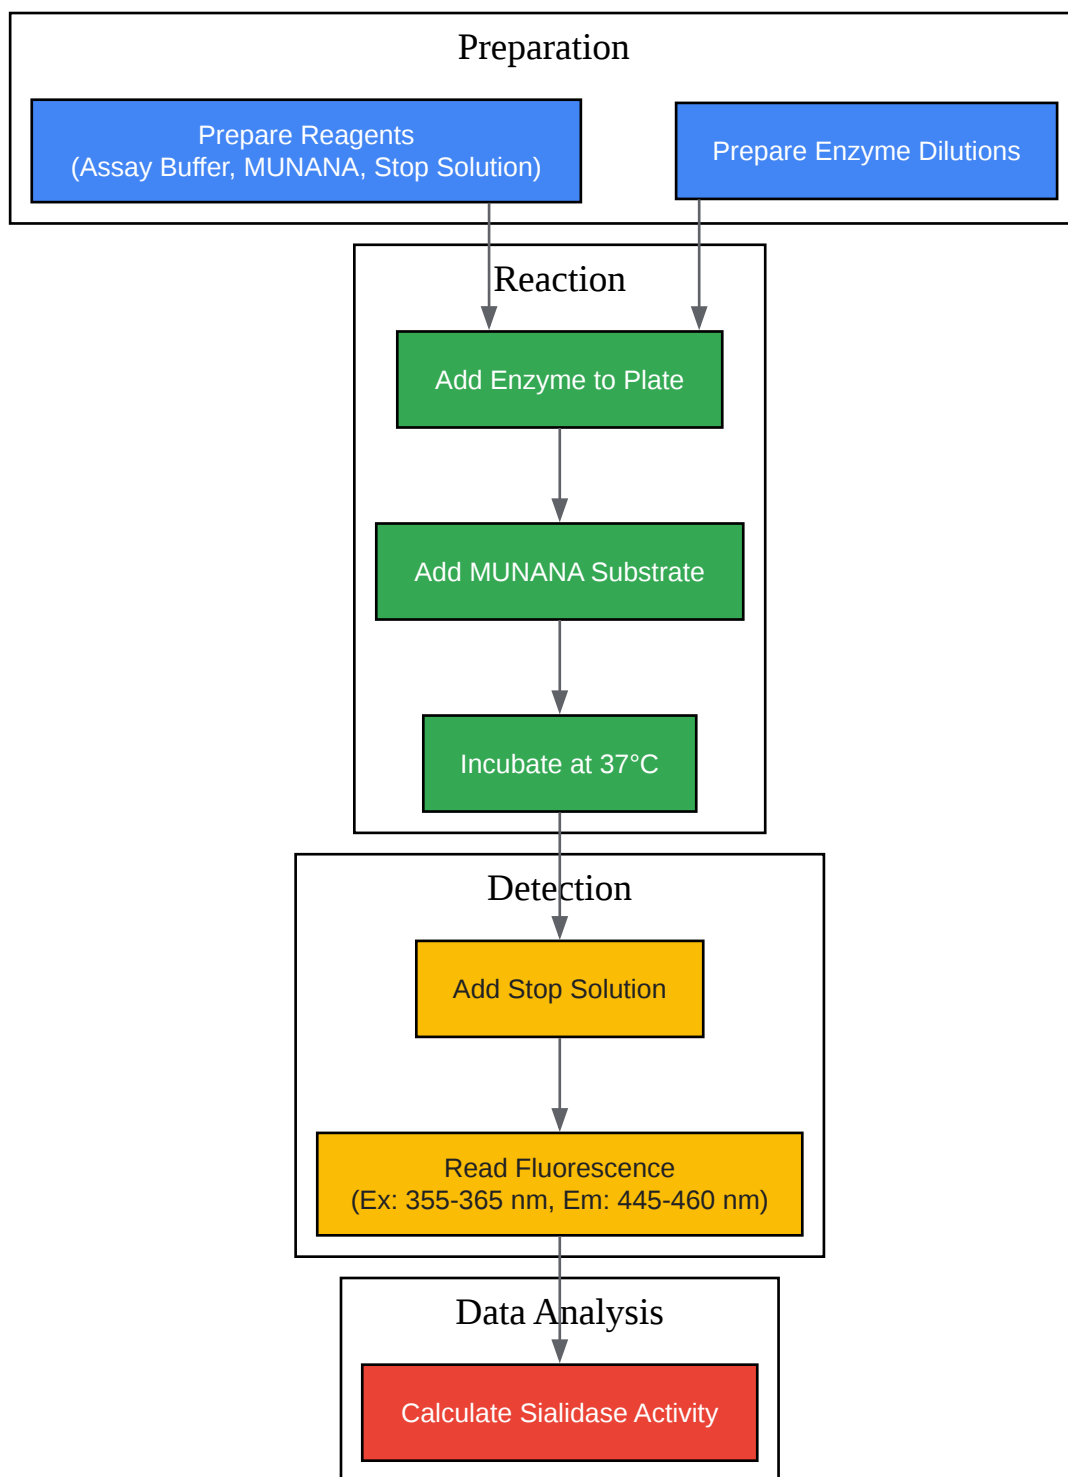 Preparation
Prepare Reagents
(Assay Buffer, MUNANA, Stop Solution)
Prepare Enzyme Dilutions
Reaction
Add Enzyme to Plate
Add MUNANA Substrate
Incubate at 37°C
Detection
Add Stop Solution
Read Fluorescence
(Ex: 355-365 nm, Em: 445-460 nm)
Data Analysis
Calculate Sialidase Activity